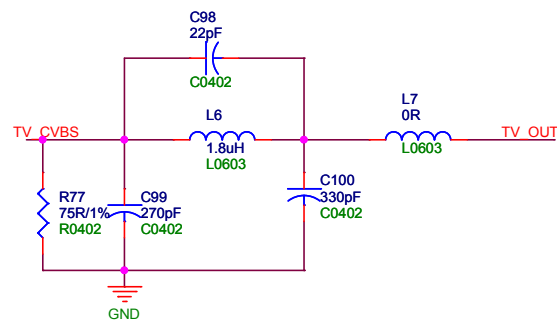 C98
22pF
C0402
L6
1.8uH
L0603
L7
0R
L0603
TV_CVBS
TV_OUT
R77
75R/1%
R0402
C99
270pF
C0402
C100
330pF
C0402
GND